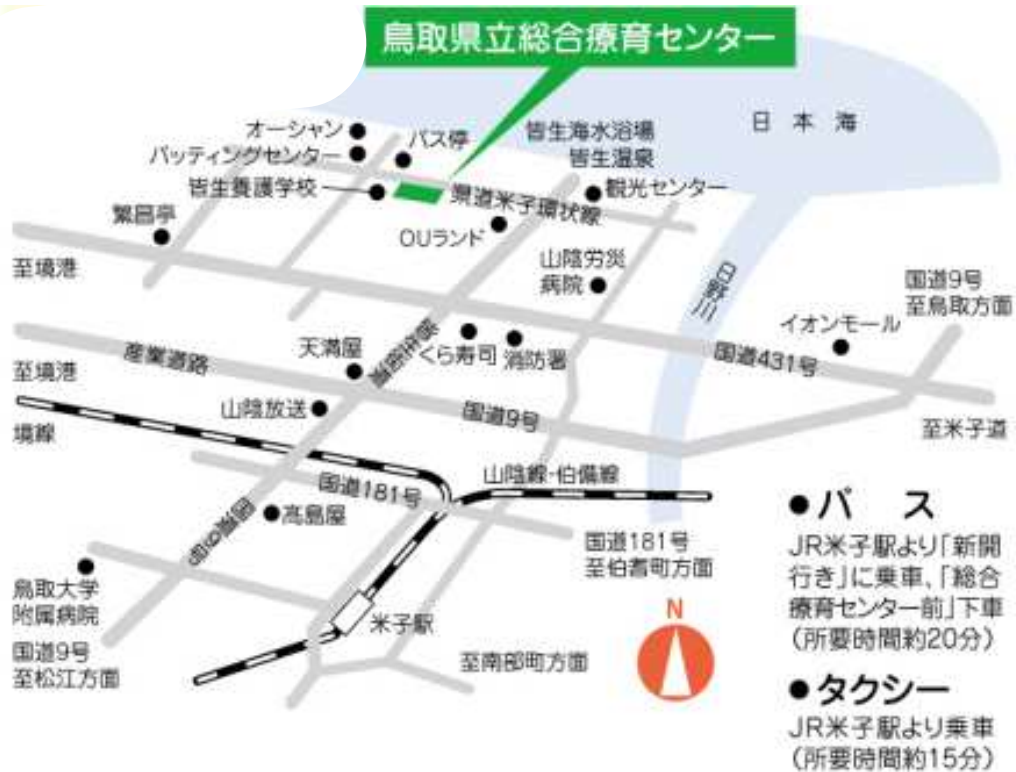 鳥取県立総合療育センター
日本海
オーシャン
バッティングセンター
バス停
皆生海水浴場
皆生温泉
皆生養護学校
観光センター
県道米子環状線
繁昌亭
OUランド
至境港
山陰労災
病院
日野川
国道9号
至鳥取方面
イオンモール
天満屋
くら寿司
消防署
国道431号
産業道路
至境港
山陰放送
国道9号
至米子道
境線
山陰線・伯備線
国道181号
髙島屋
国道9号
国道181号
至伯耆町方面
鳥取大学
附属病院
米子駅
国道9号
至松江方面
至南部町方面
N
●バス
JR米子駅より「新開
行き」に乗車、「総合
療育センター前」下車
（所要時間約20分）
●タクシー
JR米子駅より乗車
（所要時間約15分）